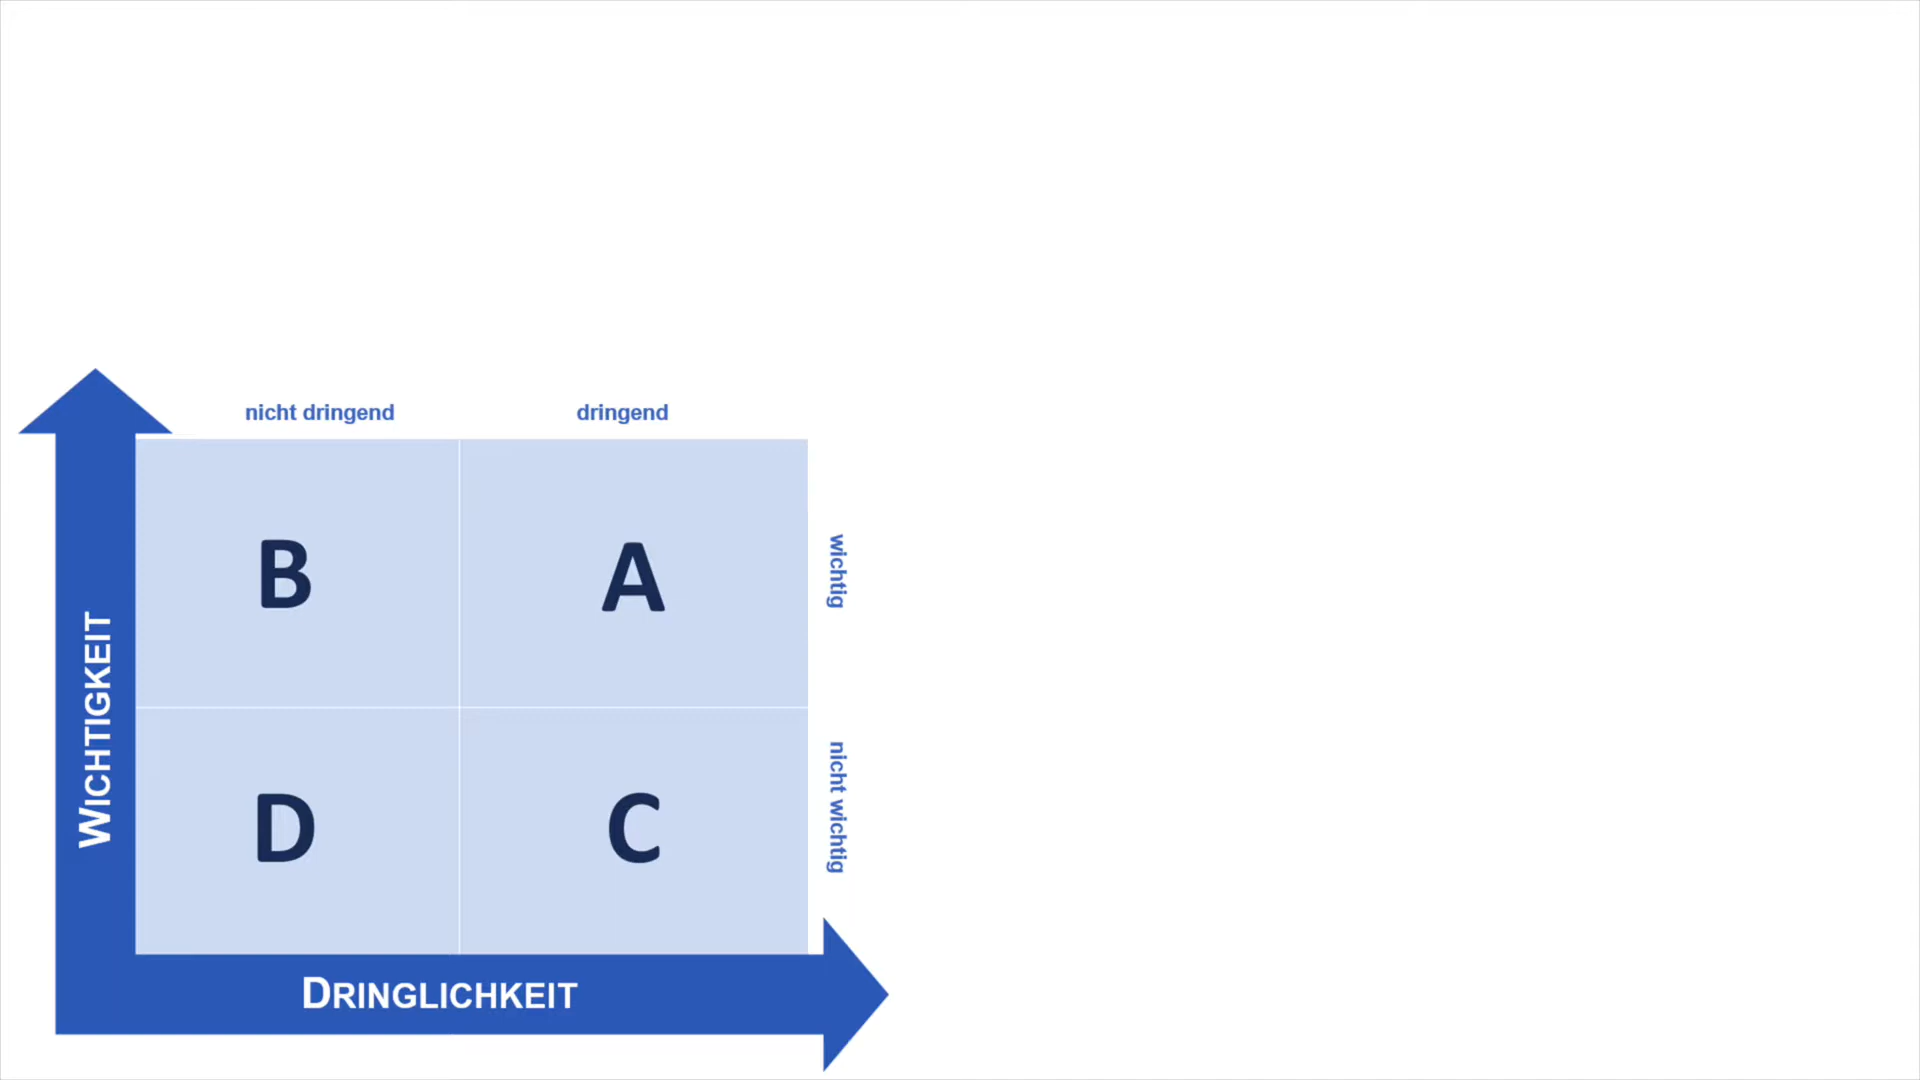 nicht dringend
dringend
B
A
wichtig
WICHTIGKEIT
D
C
nicht wichtig
DRINGLICHKEIT